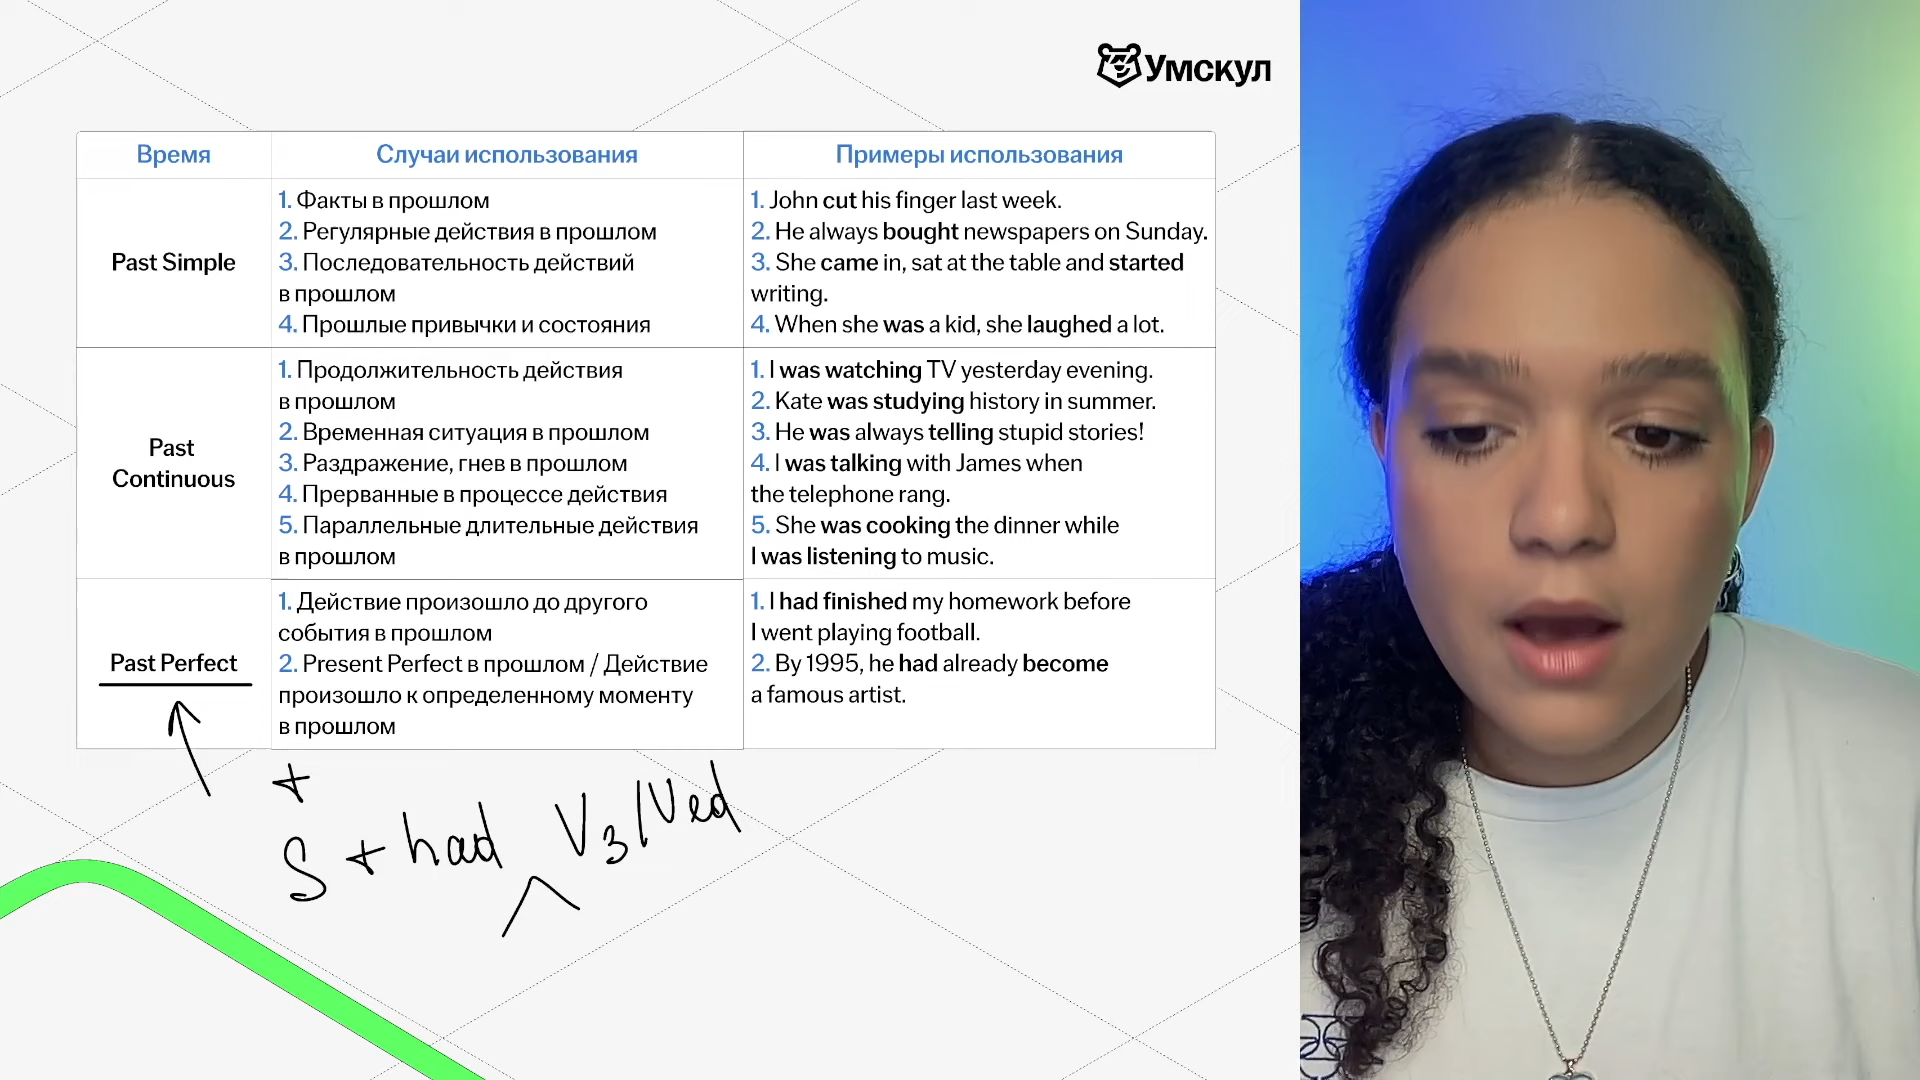 Умскул
Время
Случаи использования
Примеры использования
Past Simple
1. Факты в прошлом
2. Регулярные действия в прошлом
3. Последовательность действий
в прошлом
4. Прошлые привычки и состояния
1. John cut his finger last week.
2. He always bought newspapers on Sunday.
3. She came in, sat at the table and started
writing.
4. When she was a kid, she laughed a lot.
Past
Continuous
1. Продолжительность действия
в прошлом
2. Временная ситуация в прошлом
3. Раздражение, гнев в прошлом
4. Прерванные в процессе действия
5. Параллельные длительные действия
в прошлом
1. I was watching TV yesterday evening.
2. Kate was studying history in summer.
3. He was always telling stupid stories!
4. I was talking with James when
the telephone rang.
5. She was cooking the dinner while
I was listening to music.
Past Perfect
1. Действие произошло до другого
события в прошлом
2. Present Perfect в прошлом / Действие
произошло к определенному моменту
в прошлом
1. I had finished my homework before
I went playing football.
2. By 1995, he had already become
a famous artist.
+
S + had V3/Ved